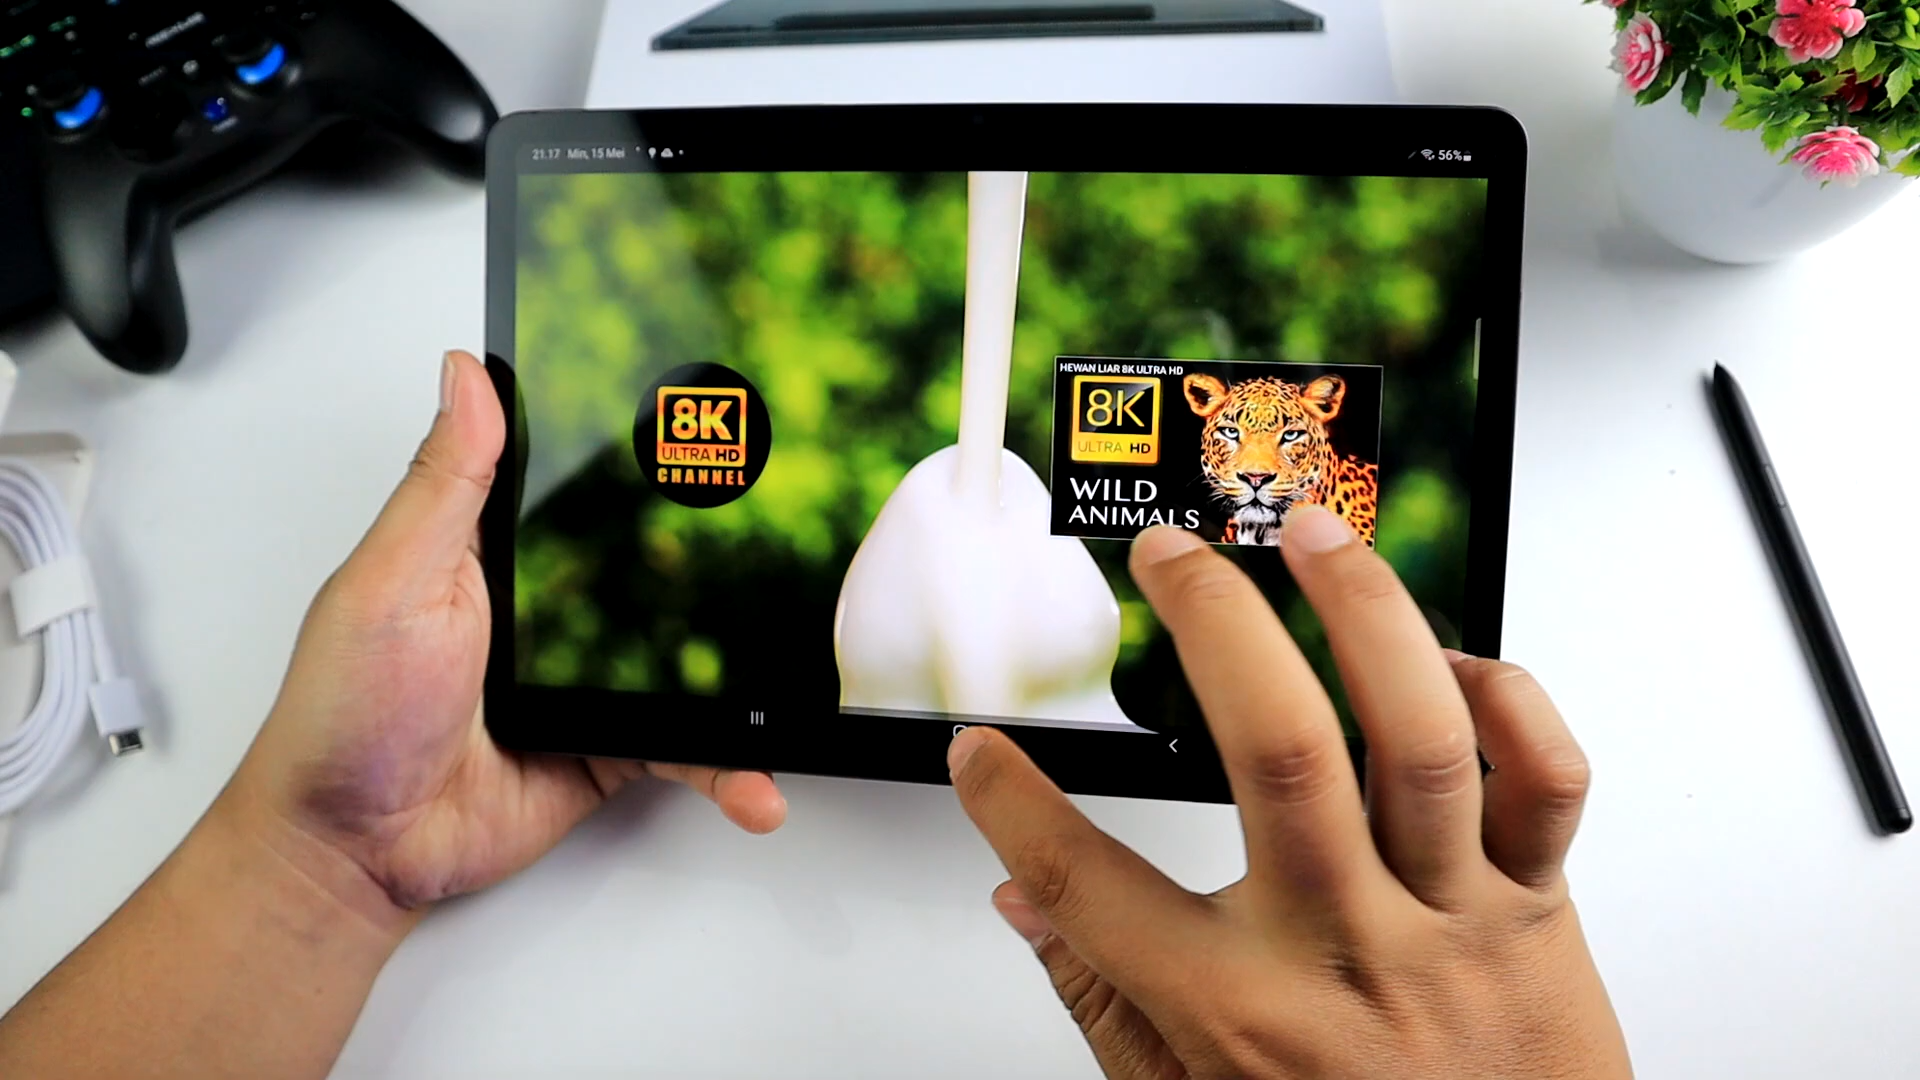 21.17 Min, 15 Mei
56%
8K
ULTRA HD
CHANNEL
HEWAN LIAR 8K ULTRA HD
8K
ULTRA HD
WILD
ANIMALS